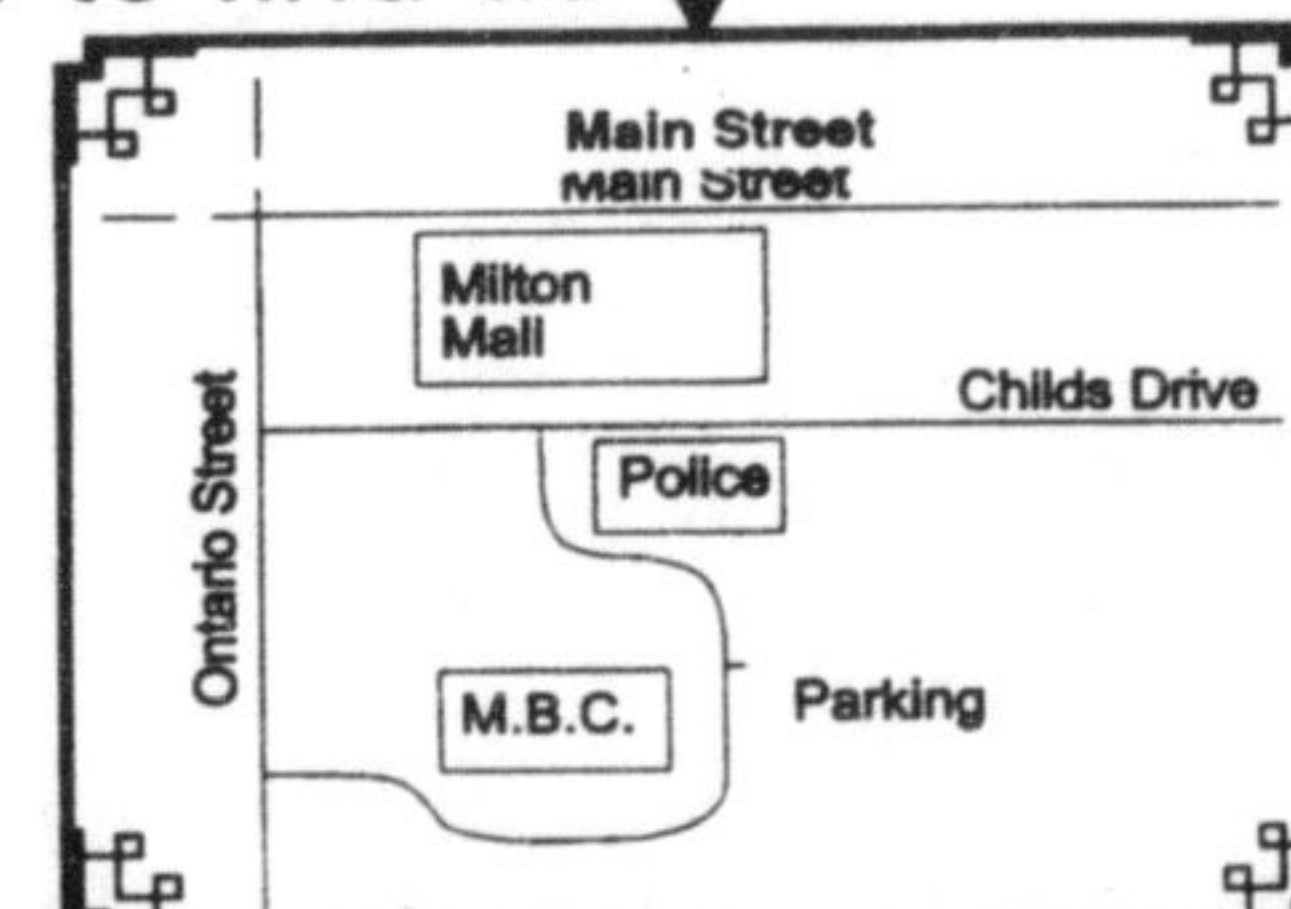 Main Street
Main Street
Milton
Mall
Childs Drive
Police
Ontario Street
M.B.C.
Parking